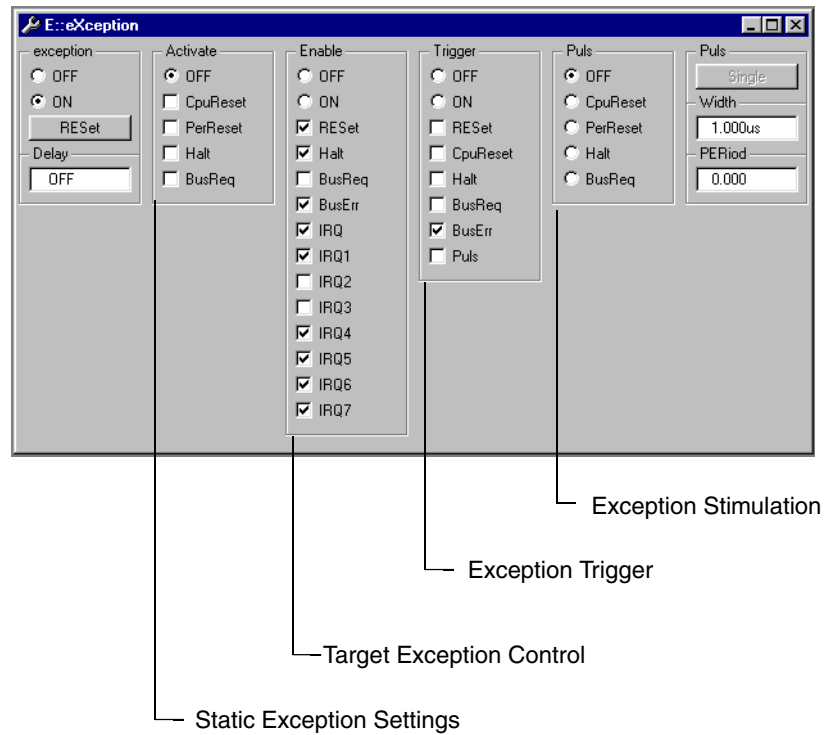 E::eXception
exception
OFF
ON
RESet
Delay
OFF
Activate
OFF
CpuReset
PerReset
Halt
BusReq
Enable
OFF
ON
RESet
Halt
BusReq
BusErr
IRQ
IRQ1
IRQ2
IRQ3
IRQ4
IRQ5
IRQ6
IRQ7
Trigger
OFF
ON
RESet
CpuReset
Halt
BusReq
BusErr
Puls
Puls
OFF
CpuReset
PerReset
Halt
BusReq
Puls
Single
Width
1.000us
PERiod
0.000
Exception Stimulation
Exception Trigger
Target Exception Control
Static Exception Settings